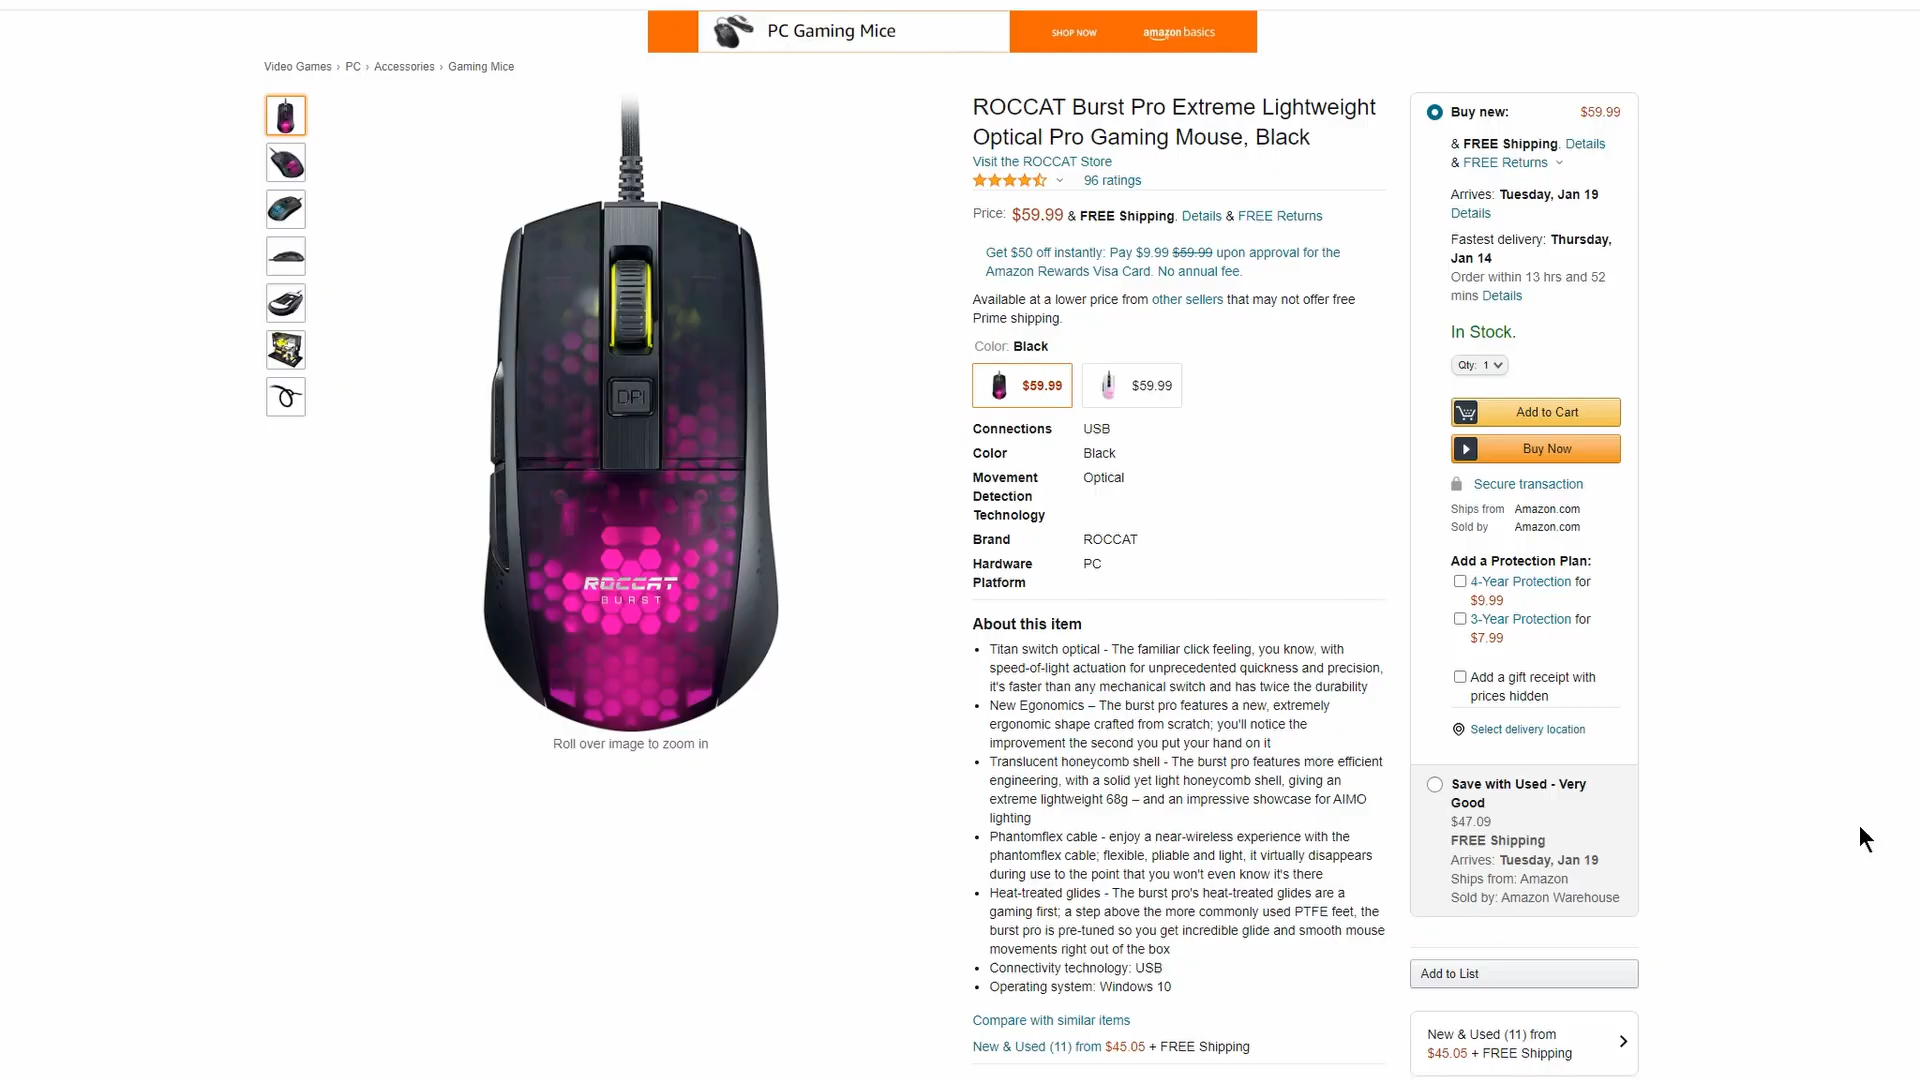 PC Gaming Mice
SHOP NOW
amazon basics
Video Games › PC › Accessories › Gaming Mice
DPI
ROCCAT
BURST
Roll over image to zoom in
ROCCAT Burst Pro Extreme Lightweight
Optical Pro Gaming Mouse, Black
Visit the ROCCAT Store
96 ratings
Price: $59.99 & FREE Shipping. Details & FREE Returns
Get $50 off instantly: Pay $9.99 $59.99 upon approval for the
Amazon Rewards Visa Card. No annual fee.
Available at a lower price from other sellers that may not offer free
Prime shipping.
Color: Black
$59.99
$59.99
Connections USB
Color Black
Movement Optical
Detection
Technology
Brand ROCCAT
Hardware PC
Platform
About this item
• Titan switch optical - The familiar click feeling, you know, with
speed-of-light actuation for unprecedented quickness and precision,
it's faster than any mechanical switch and has twice the durability
• New Egonomics – The burst pro features a new, extremely
ergonomic shape crafted from scratch; you'll notice the
improvement the second you put your hand on it
• Translucent honeycomb shell - The burst pro features more efficient
engineering, with a solid yet light honeycomb shell, giving an
extreme lightweight 68g – and an impressive showcase for AIMO
lighting
• Phantomflex cable - enjoy a near-wireless experience with the
phantomflex cable; flexible, pliable and light, it virtually disappears
during use to the point that you won't even know it's there
• Heat-treated glides - The burst pro's heat-treated glides are a
gaming first; a step above the more commonly used PTFE feet, the
burst pro is pre-tuned so you get incredible glide and smooth mouse
movements right out of the box
• Connectivity technology: USB
• Operating system: Windows 10
Compare with similar items
New & Used (11) from $45.05 + FREE Shipping
Buy new: $59.99
& FREE Shipping. Details
& FREE Returns
Arrives: Tuesday, Jan 19
Details
Fastest delivery: Thursday,
Jan 14
Order within 13 hrs and 52
mins Details
In Stock.
Qty: 1
Add to Cart
Buy Now
Secure transaction
Ships from Amazon.com
Sold by Amazon.com
Add a Protection Plan:
4-Year Protection for
$9.99
3-Year Protection for
$7.99
Add a gift receipt with
prices hidden
Select delivery location
Save with Used - Very
Good
$47.09
FREE Shipping
Arrives: Tuesday, Jan 19
Ships from: Amazon
Sold by: Amazon Warehouse
Add to List
New & Used (11) from
$45.05 + FREE Shipping